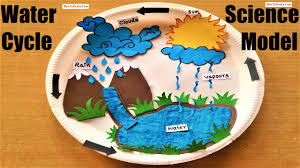 Water
Cycle
Science
Model
Clouds
Sun
Rain
Vapours
Water